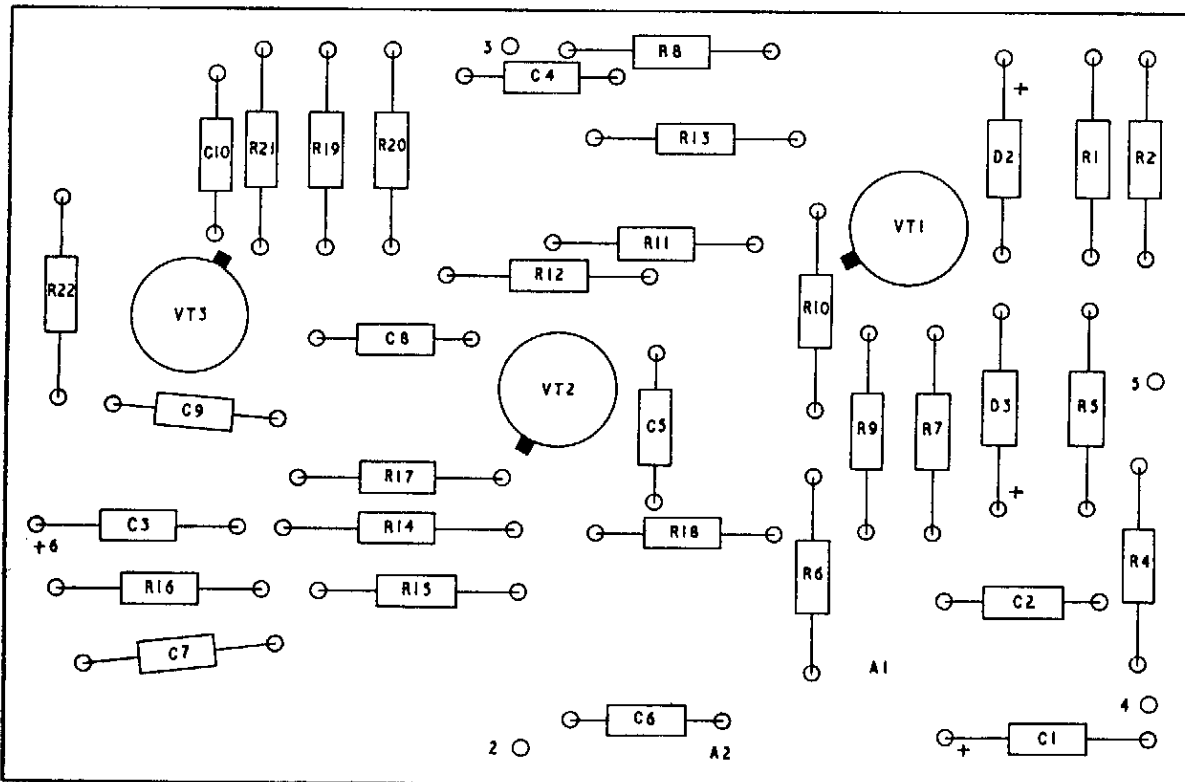 3
R8
C4
+
R13
C10
R21
R19
R20
D2
R1
R2
VT1
R11
R12
R22
VT3
R10
C8
VT2
5
C9
C5
R9
R7
D3
R5
R17
+
C3
+6
R14
R18
R16
R15
R6
R4
C2
C7
A1
4
C6
2
A2
+
C1